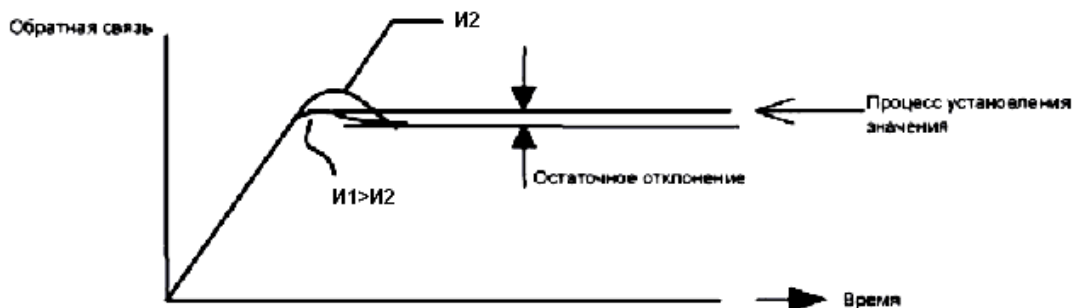 И2
Обратная связь
Процесс установления
значения
Остаточное отклонение
И1>И2
Время